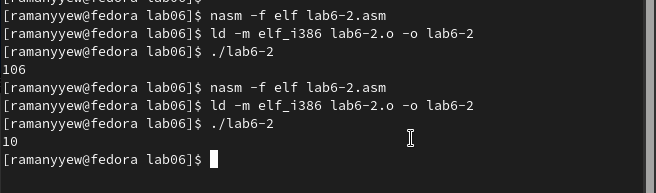 [ramanyyew@fedora lab06]$ nasm -f elf lab6-2.asm
[ramanyyew@fedora lab06]$ ld -m elf_i386 lab6-2.o -o lab6-2
[ramanyyew@fedora lab06]$ ./lab6-2
106
[ramanyyew@fedora lab06]$ nasm -f elf lab6-2.asm
[ramanyyew@fedora lab06]$ ld -m elf_i386 lab6-2.o -o lab6-2
[ramanyyew@fedora lab06]$ ./lab6-2
10
[ramanyyew@fedora lab06]$